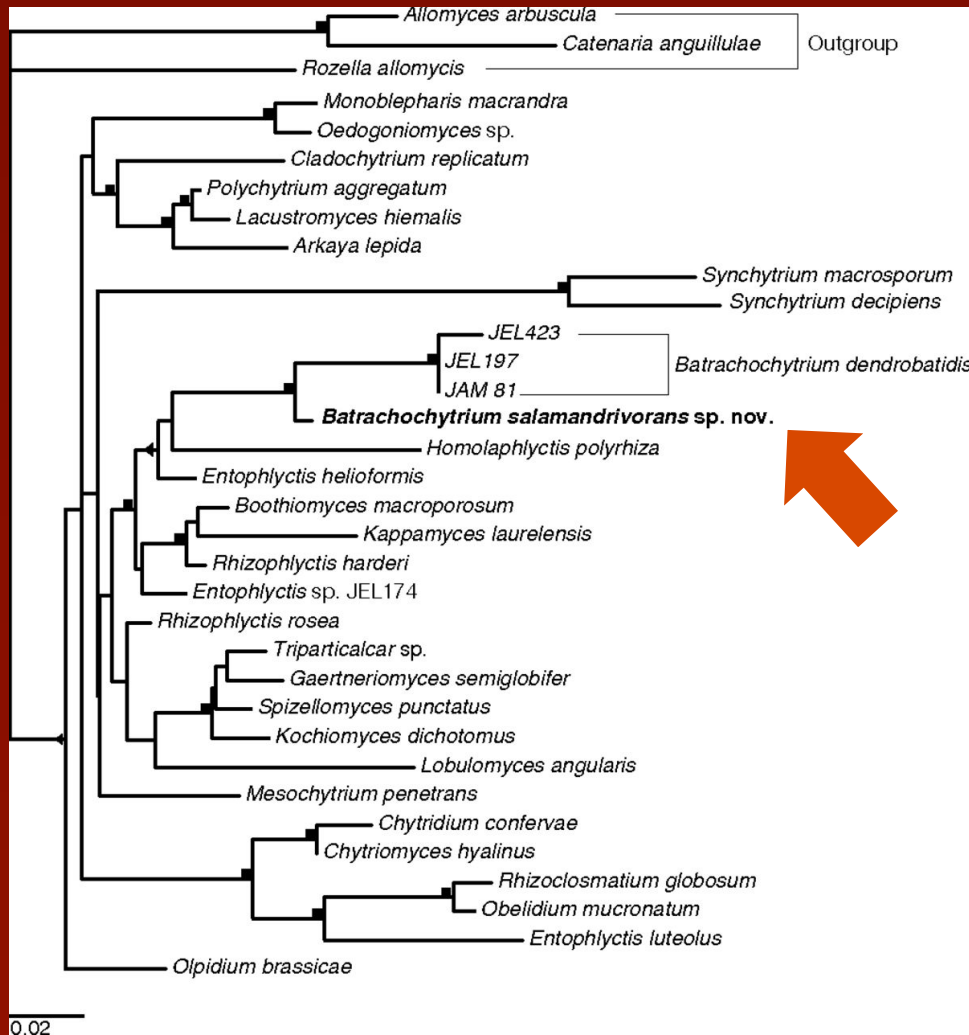 Allomyces arbuscula
Catenaria anguillulae
Outgroup
Rozella allomycis
Monoblepharis macrandra
Oedogoniomyces sp.
Cladochytrium replicatum
Polychytrium aggregatum
Lacustromyces hiemalis
Arkaya lepida
Synchytrium macrosporum
Synchytrium decipiens
JEL423
JEL197
Batrachochytrium dendrobatidis
JAM 81
Batrachochytrium salamandrivorans sp. nov.
Homolaphlyctis polyrhiza
Entophlyctis helioformis
Boothiomyces macroporosum
Kappamyces laurelensis
Rhizophlyctis harderi
Entophlyctis sp. JEL174
Rhizophlyctis rosea
Triparticalcar sp.
Gaertneriomyces semiglobifer
Spizellomyces punctatus
Kochiomyces dichotomus
Lobulomyces angularis
Mesochytrium penetrans
Chytridium confervae
Chytriomyces hyalinus
Rhizoclosmatium globosum
Obelidium mucronatum
Entophlyctis luteolus
Olpidium brassicae
0.02